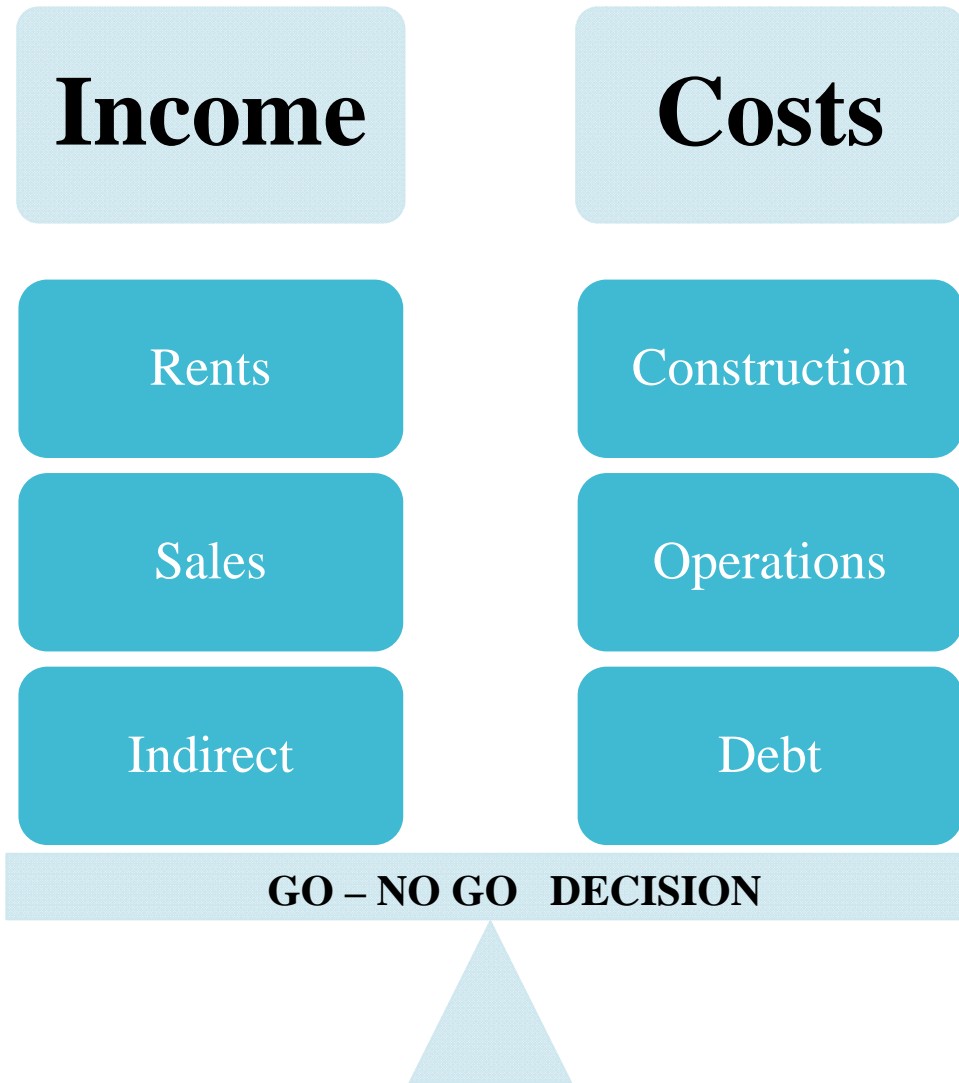 Income
Costs
Rents
Construction
Sales
Operations
Indirect
Debt
GO – NO GO DECISION